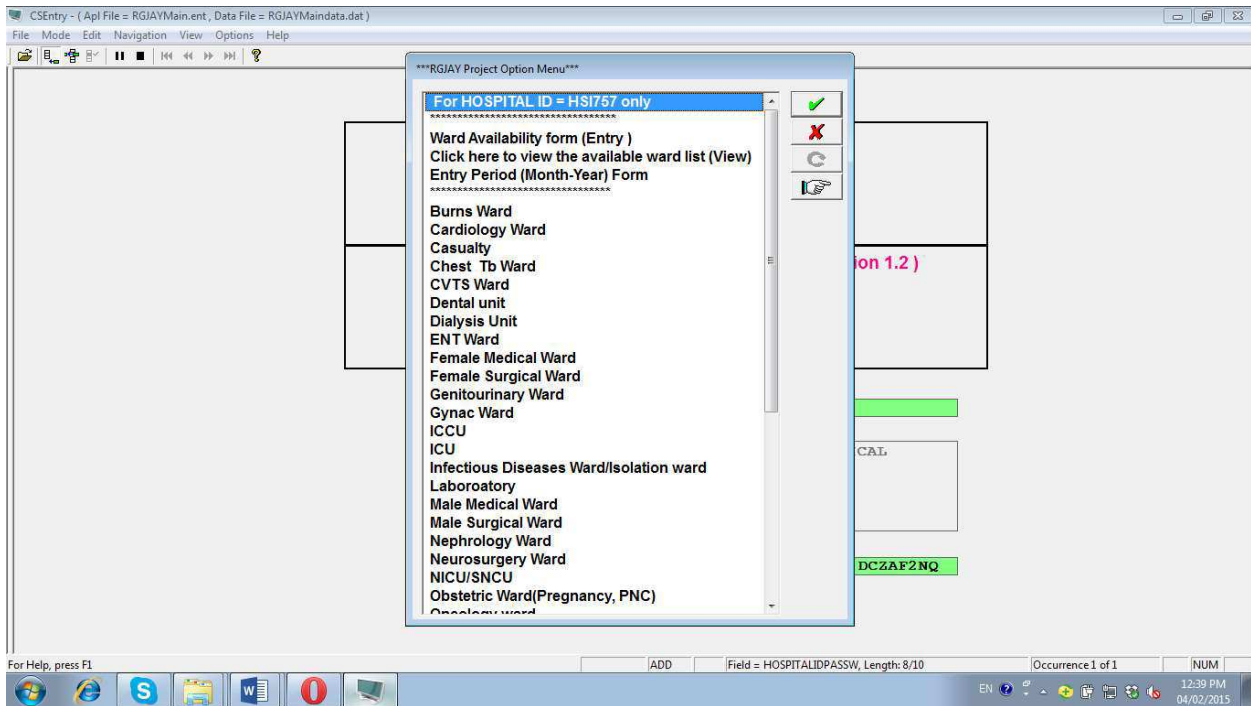 CSEntry - ( Apl File = RGJAYMain.ent , Data File = RGJAYMaindata.dat )
File Mode Edit Navigation View Options Help
***RGJAY Project Option Menu***
For HOSPITAL ID = HSI757 only
**********************************
Ward Availability form (Entry )
Click here to view the available ward list (View)
Entry Period (Month-Year) Form
*********************************
Burns Ward
Cardiology Ward
Casualty
Chest Tb Ward
CVTS Ward
Dental unit
Dialysis Unit
ENT Ward
Female Medical Ward
Female Surgical Ward
Genitourinary Ward
Gynac Ward
ICCU
ICU
Infectious Diseases Ward/Isolation ward
Laboroatory
Male Medical Ward
Male Surgical Ward
Nephrology Ward
Neurosurgery Ward
NICU/SNCU
Obstetric Ward(Pregnancy, PNC)
Oncology ward
ion 1.2 )
CAL
DCZAF2NQ
For Help, press F1 ADD Field = HOSPITALIDPASSW, Length: 8/10 Occurrence 1 of 1 NUM
EN 12:39 PM
04/02/2015